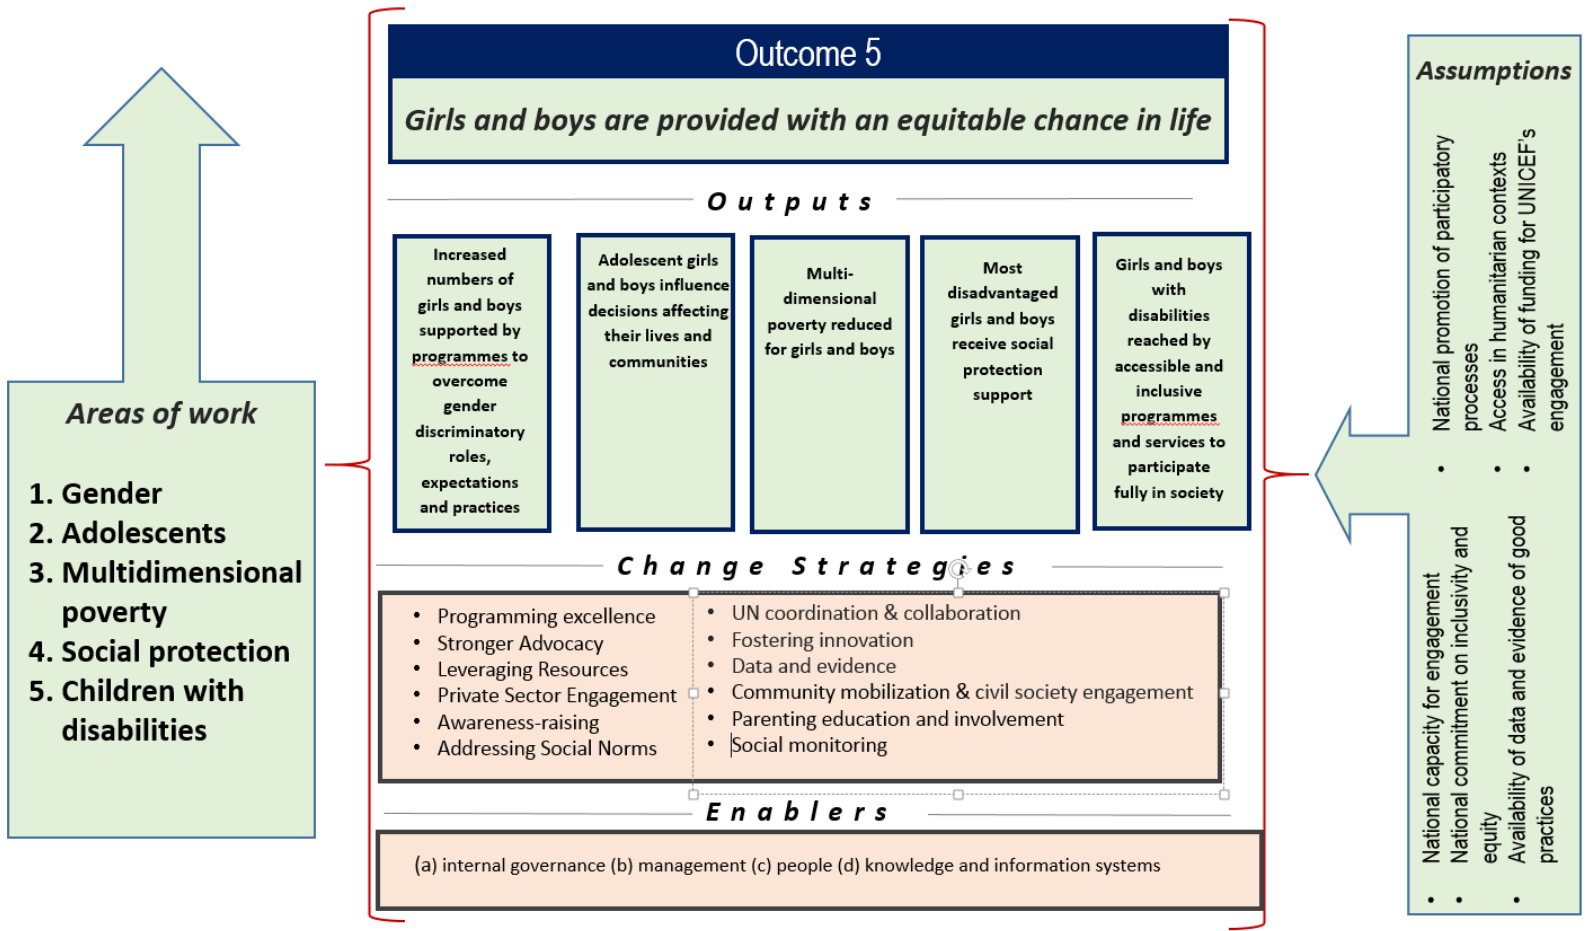 Outcome 5
Girls and boys are provided with an equitable chance in life
Areas of work
1. Gender
2. Adolescents
3. Multidimensional
poverty
4. Social protection
5. Children with
disabilities
Outputs
Increased
numbers of
girls and boys
supported by
programmes to
overcome
gender
discriminatory
roles,
expectations
and practices
Adolescent girls
and boys influence
decisions affecting
their lives and
communities
Multi-
dimensional
poverty reduced
for girls and boys
Most
disadvantaged
girls and boys
receive social
protection
support
Girls and boys
with
disabilities
reached by
accessible and
inclusive
programmes
and services to
participate
fully in society
Change Strategies
• Programming excellence
• Stronger Advocacy
• Leveraging Resources
• Private Sector Engagement
• Awareness-raising
• Addressing Social Norms
• UN coordination & collaboration
• Fostering innovation
• Data and evidence
• Community mobilization & civil society engagement
• Parenting education and involvement
• Social monitoring
Enablers
(a) internal governance (b) management (c) people (d) knowledge and information systems
Assumptions
• National capacity for engagement
• National commitment on inclusivity and
equity
• Availability of data and evidence of good
practices
• National promotion of participatory
processes
• Access in humanitarian contexts
• Availability of funding for UNICEF's
engagement